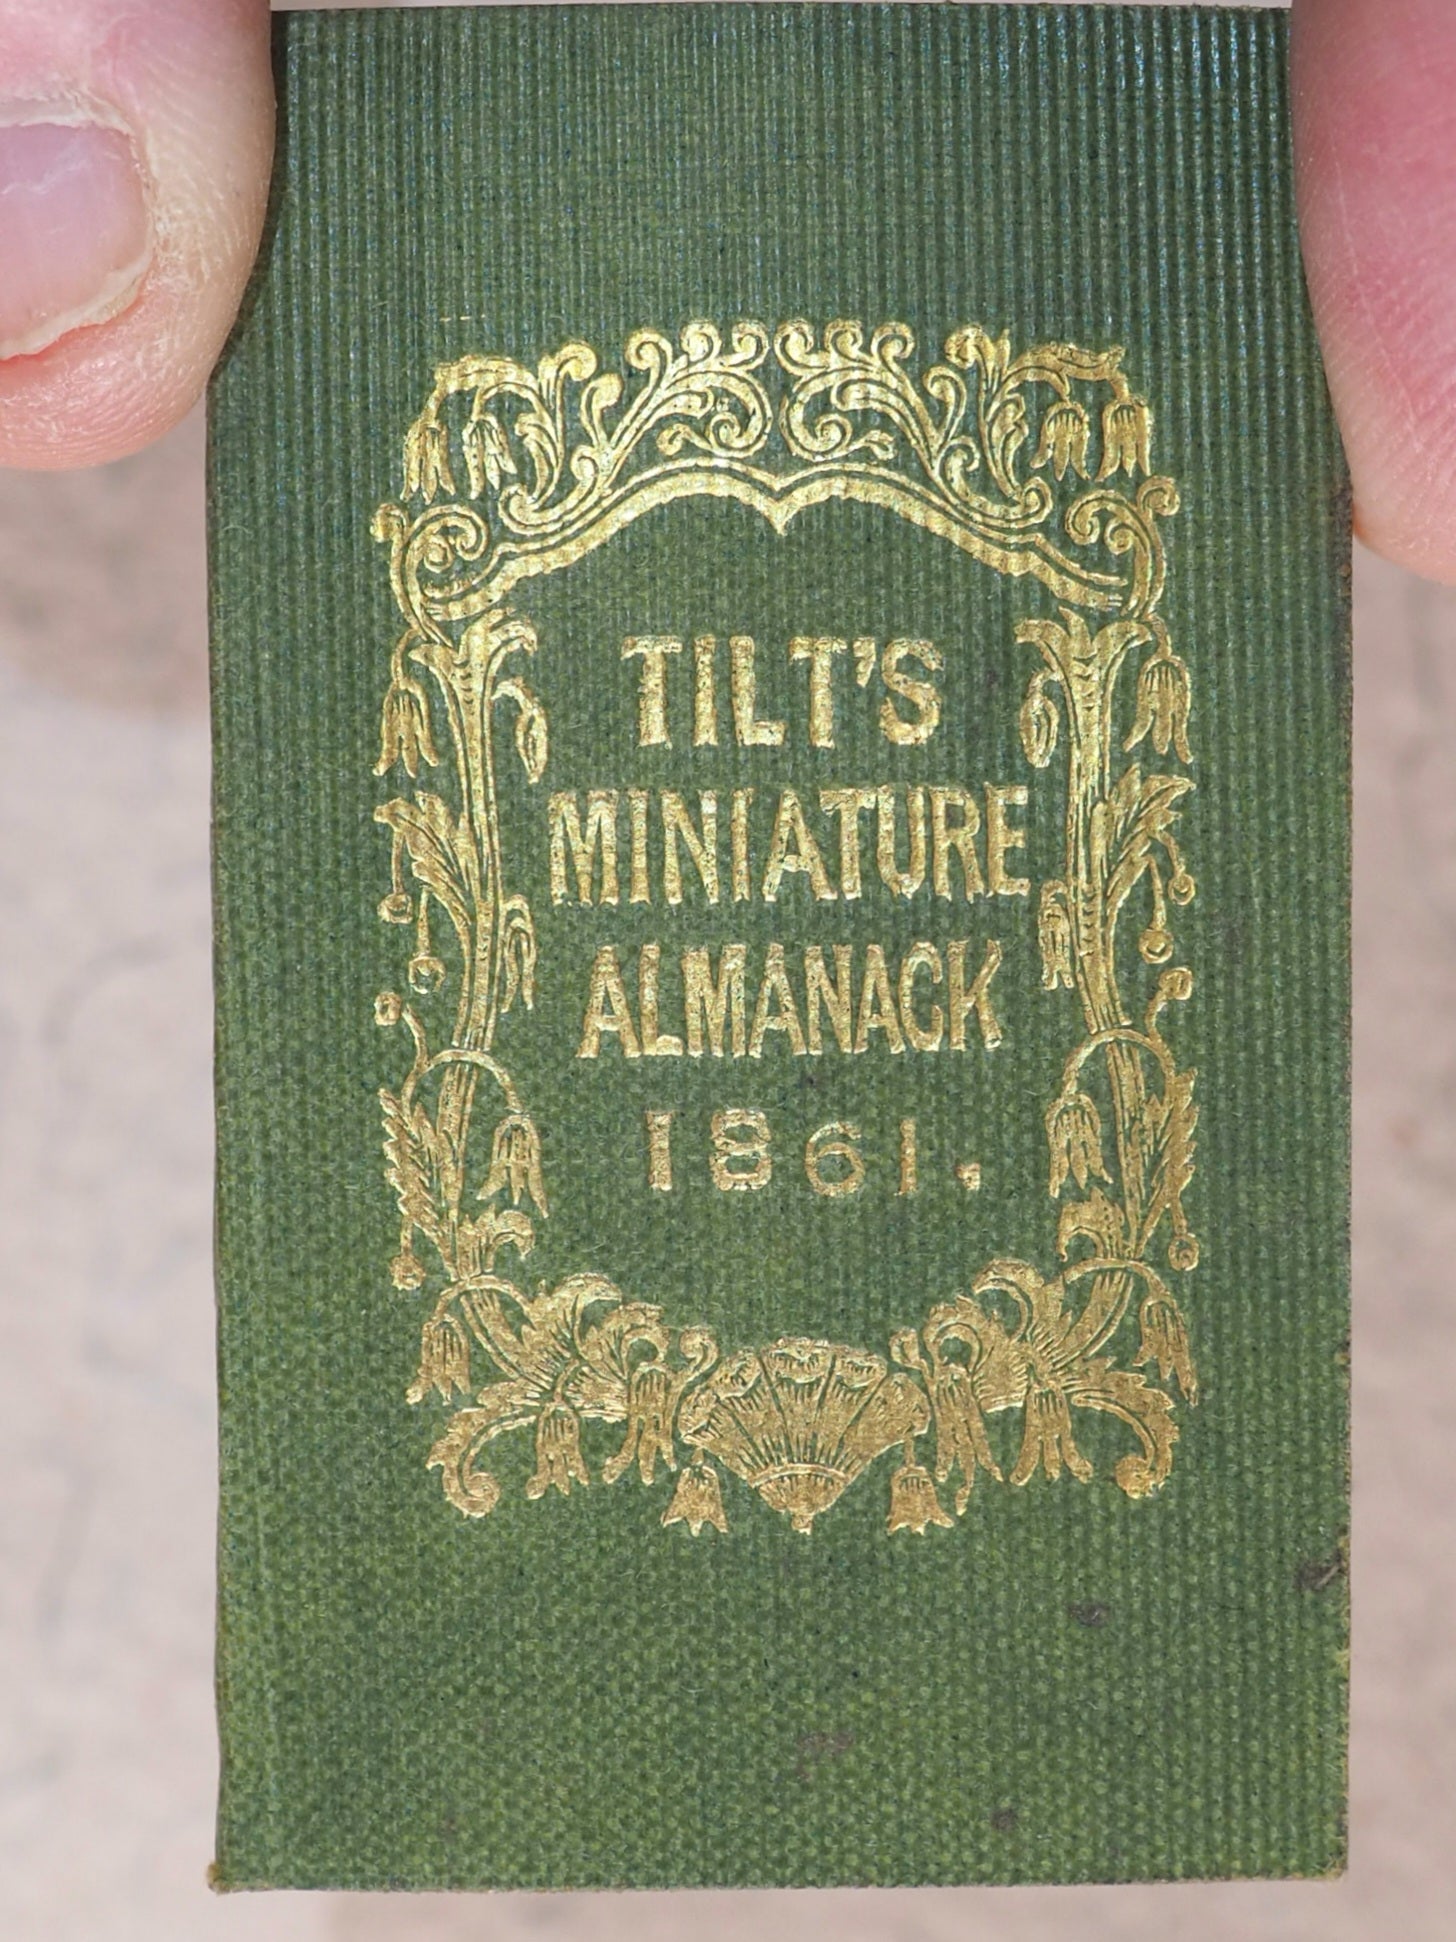 TILT'S
MINIATURE
ALMANACK
1861.